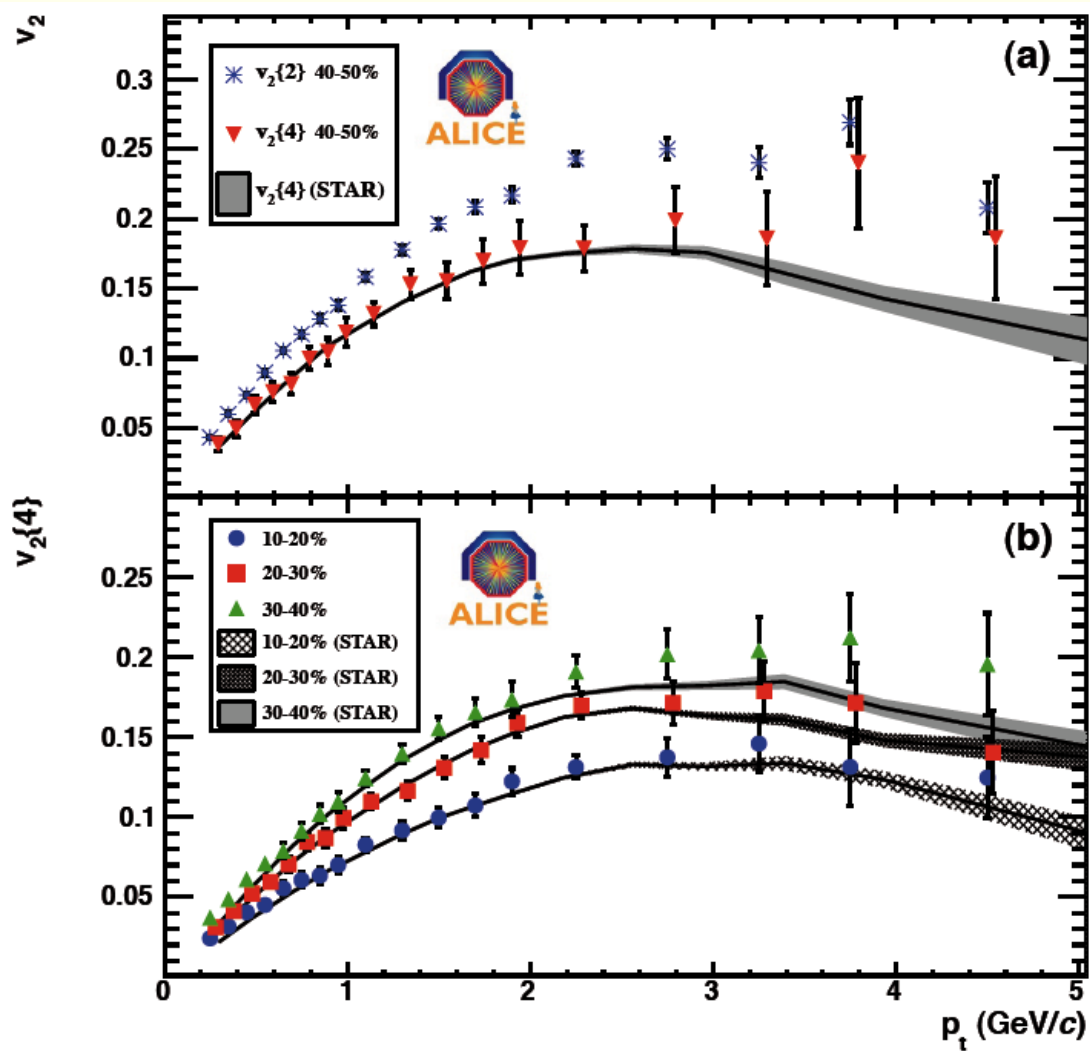 v₂
(a)
v₂{2} 40-50%
v₂{4} 40-50%
v₂{4} (STAR)
ALICE
0.3
0.25
0.2
0.15
0.1
0.05
v₂{4}
(b)
10-20%
20-30%
30-40%
10-20% (STAR)
20-30% (STAR)
30-40% (STAR)
ALICE
0.25
0.2
0.15
0.1
0.05
0 1 2 3 4 5
pₜ (GeV/c)